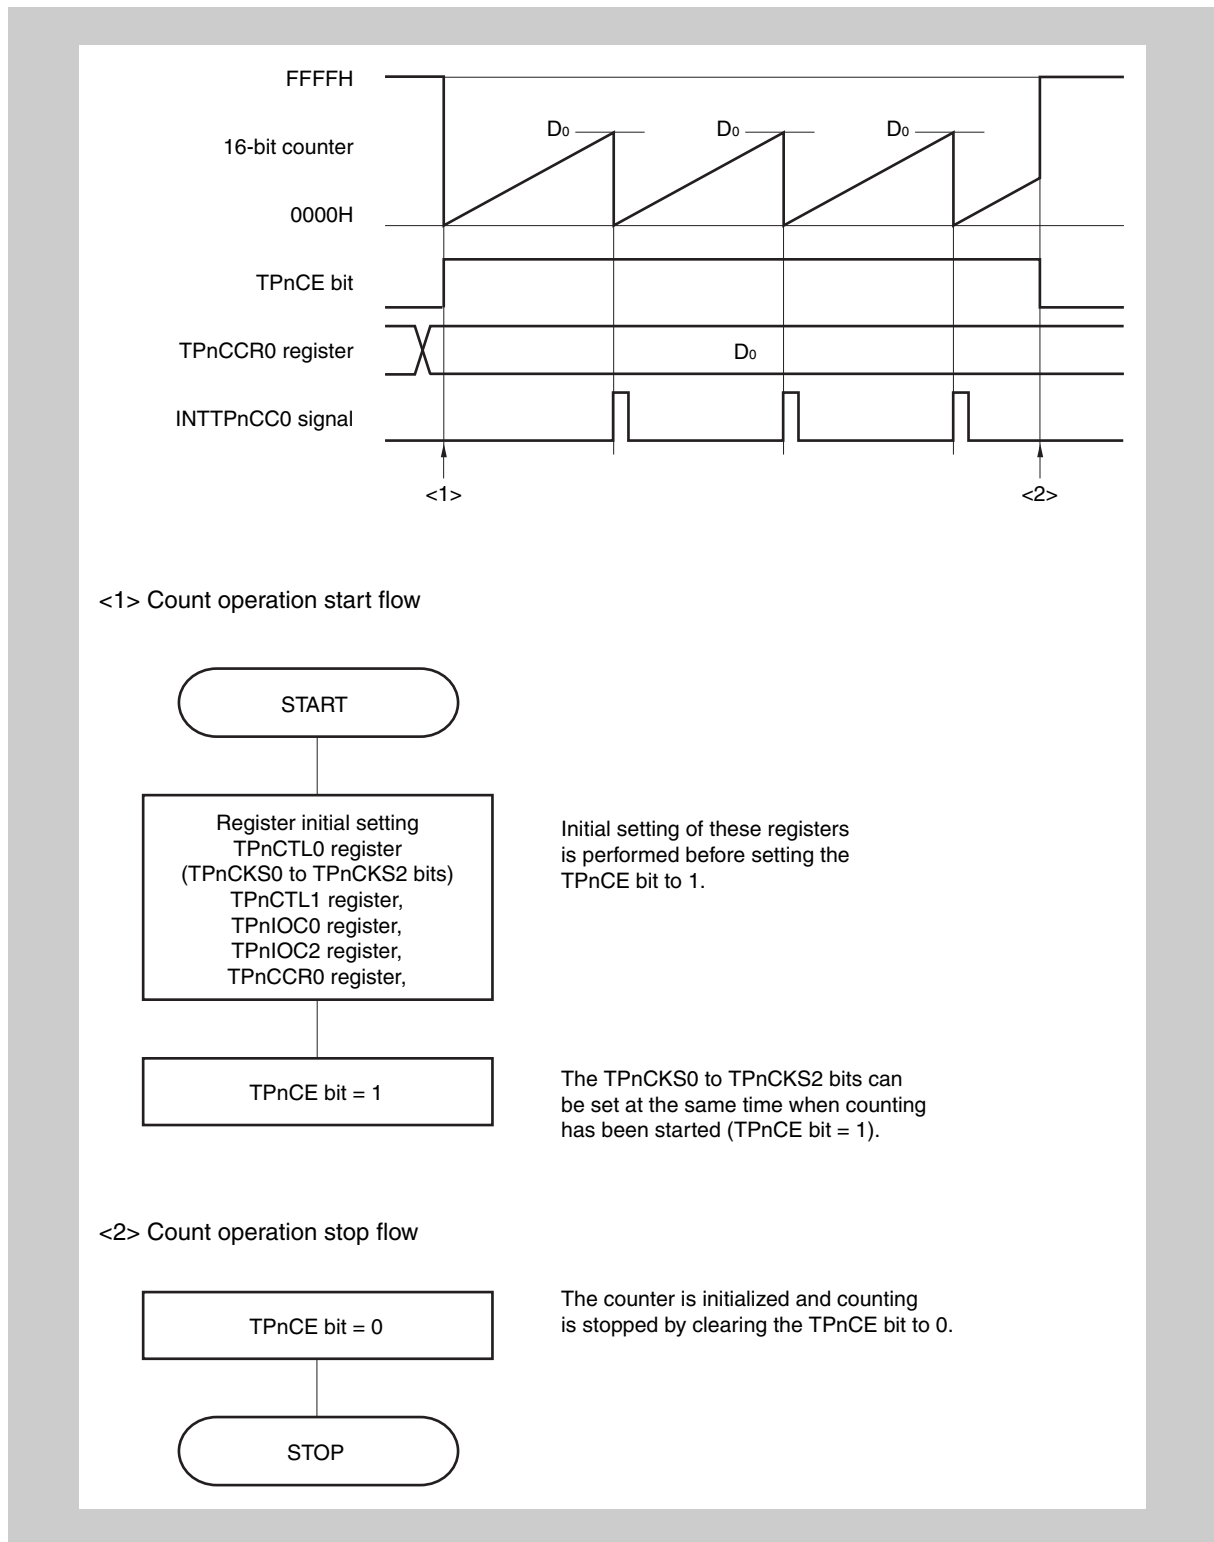 FFFFH
D0 D0 D0
16-bit counter
0000H
TPnCE bit
TPnCCR0 register D0
INTTPnCC0 signal
<1> <2>
<1> Count operation start flow
START
Register initial setting
TPnCTL0 register
(TPnCKS0 to TPnCKS2 bits)
TPnCTL1 register,
TPnIOC0 register,
TPnIOC2 register,
TPnCCR0 register,
Initial setting of these registers
is performed before setting the
TPnCE bit to 1.
TPnCE bit = 1
The TPnCKS0 to TPnCKS2 bits can
be set at the same time when counting
has been started (TPnCE bit = 1).
<2> Count operation stop flow
TPnCE bit = 0
The counter is initialized and counting
is stopped by clearing the TPnCE bit to 0.
STOP